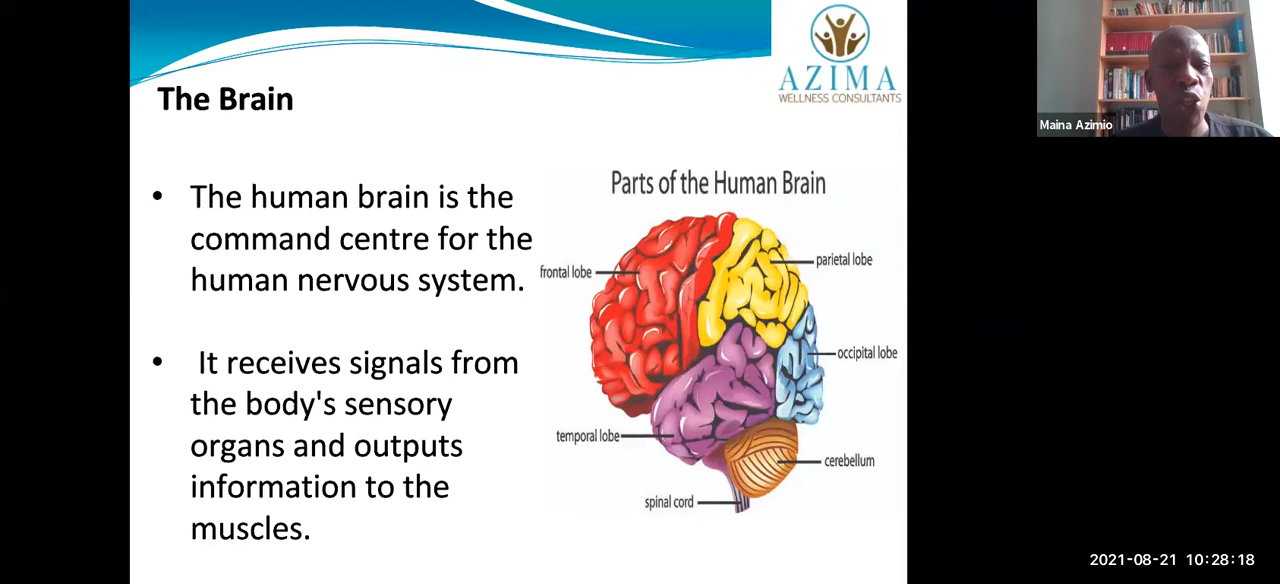 AZIMA
WELLNESS CONSULTANTS
Maina Azimio
The Brain
• The human brain is the
command centre for the
human nervous system.
• It receives signals from
the body's sensory
organs and outputs
information to the
muscles.
Parts of the Human Brain
frontal lobe
parietal lobe
occipital lobe
temporal lobe
cerebellum
spinal cord
2021-08-21 10:28:18